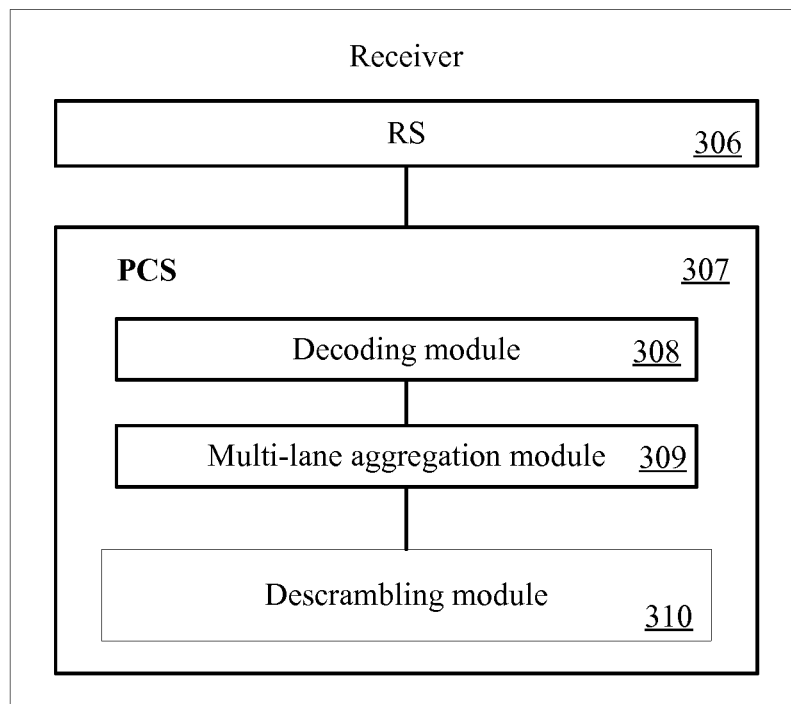 Receiver
RS 306
PCS 307
Decoding module 308
Multi-lane aggregation module 309
Descrambling module 310